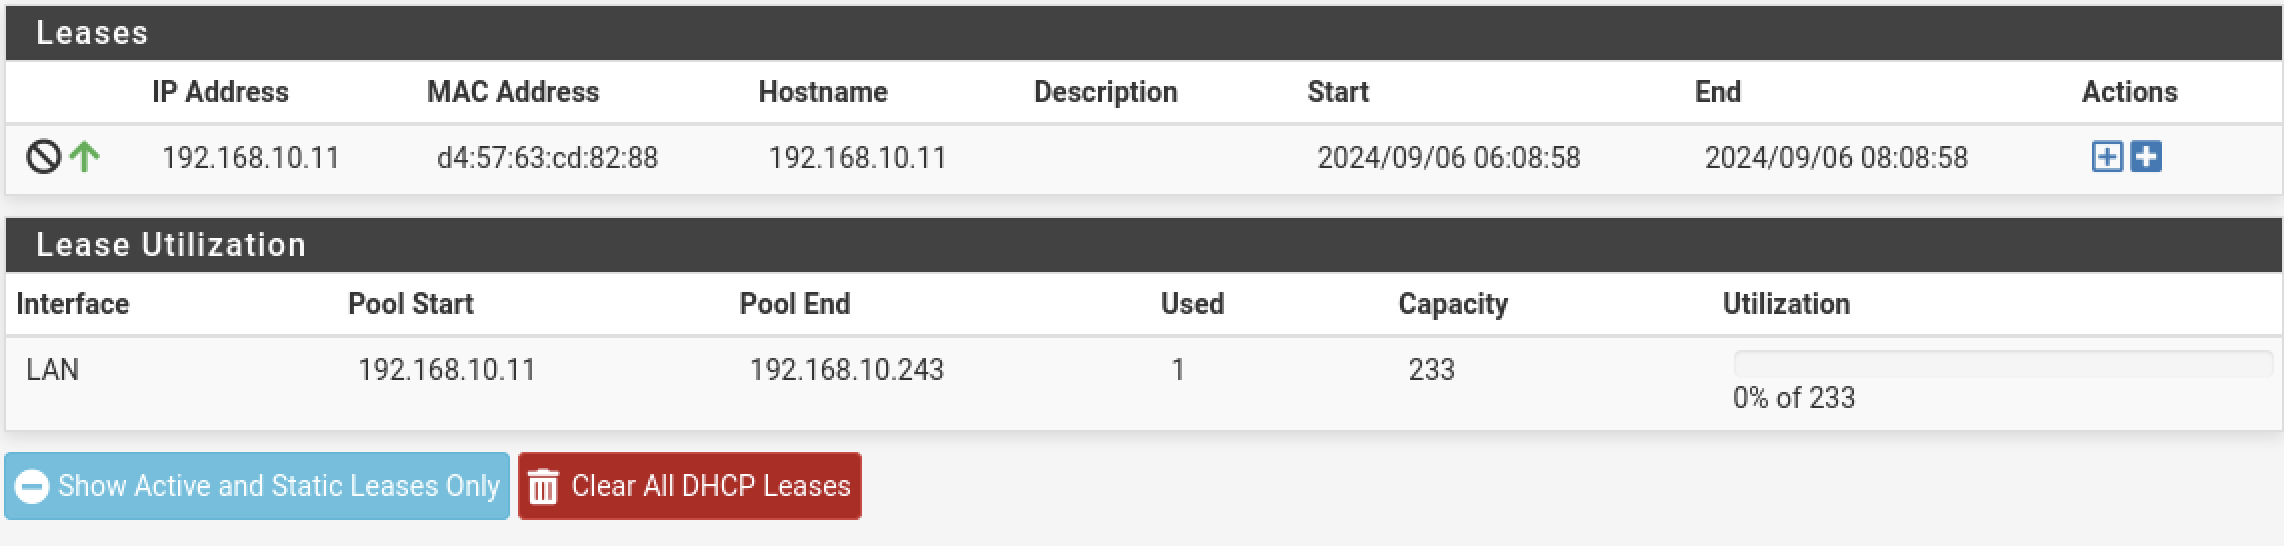 Leases
IP Address MAC Address Hostname Description Start End Actions
192.168.10.11 d4:57:63:cd:82:88 192.168.10.11 2024/09/06 06:08:58 2024/09/06 08:08:58
Lease Utilization
Interface Pool Start Pool End Used Capacity Utilization
LAN 192.168.10.11 192.168.10.243 1 233
0% of 233
Show Active and Static Leases Only Clear All DHCP Leases